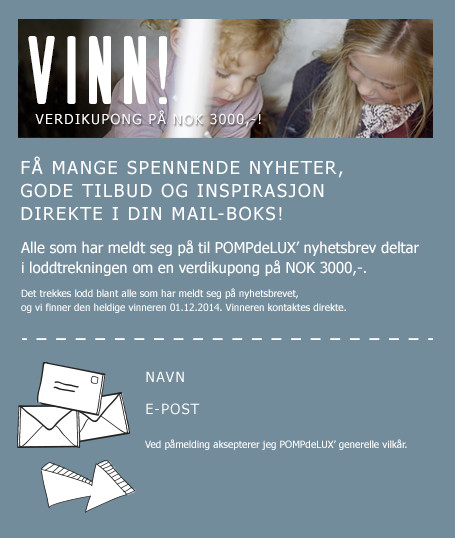 VINN!
VERDIKUPONG PÅ NOK 3000,-!
FÅ MANGE SPENNENDE NYHETER,
GODE TILBUD OG INSPIRASJON
DIREKTE I DIN MAIL-BOKS!
Alle som har meldt seg på til POMPdeLUX' nyhetsbrev deltar
i loddtrekningen om en verdikupong på NOK 3000,-.
Det trekkes lodd blant alle som har meldt seg på nyhetsbrevet,
og vi finner den heldige vinneren 01.12.2014. Vinneren kontaktes direkte.
NAVN
E-POST
Ved påmelding aksepterer jeg POMPdeLUX' generelle vilkår.